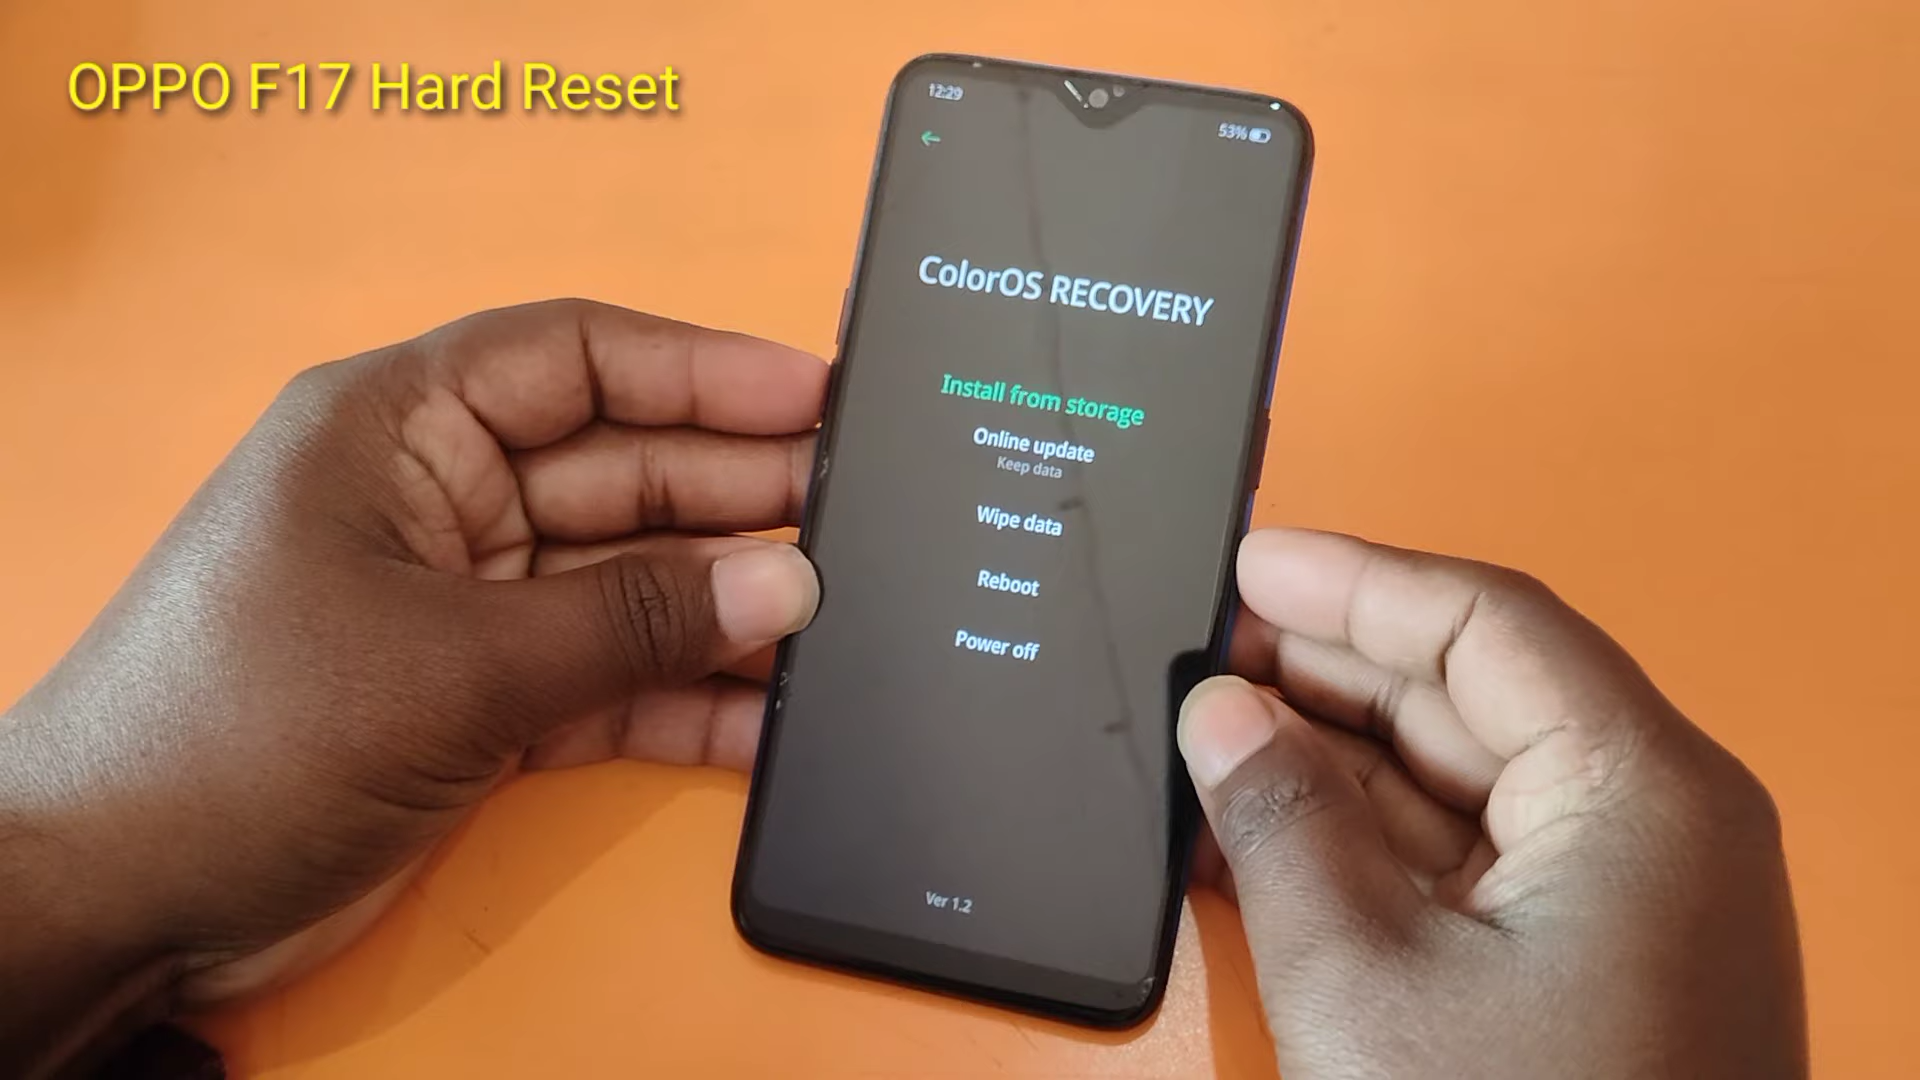 OPPO F17 Hard Reset
12:29
53%
ColorOS RECOVERY
Install from storage
Online update
Keep data
Wipe data
Reboot
Power off
Ver 1.2